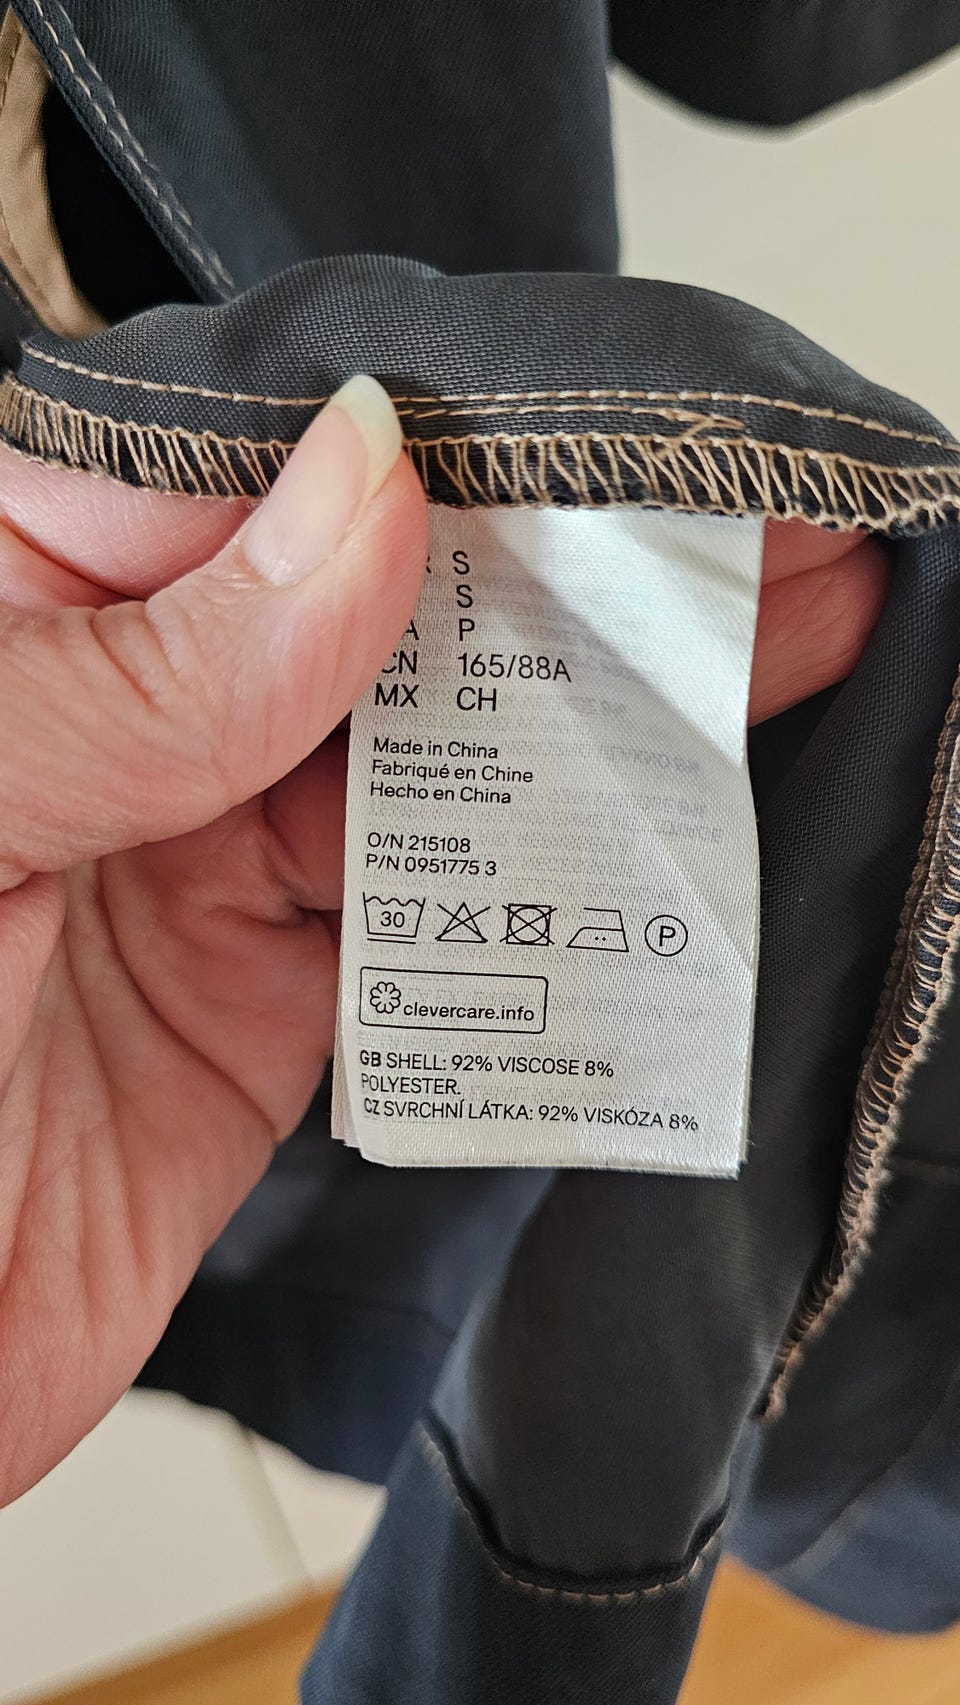 S
S
P
CN 165/88A
MX CH
Made in China
Fabriqué en Chine
Hecho en China
O/N 215108
P/N 0951775 3
30
P
clevercare.info
GB SHELL: 92% VISCOSE 8%
POLYESTER.
CZ SVRCHNÍ LÁTKA: 92% VISKÓZA 8%